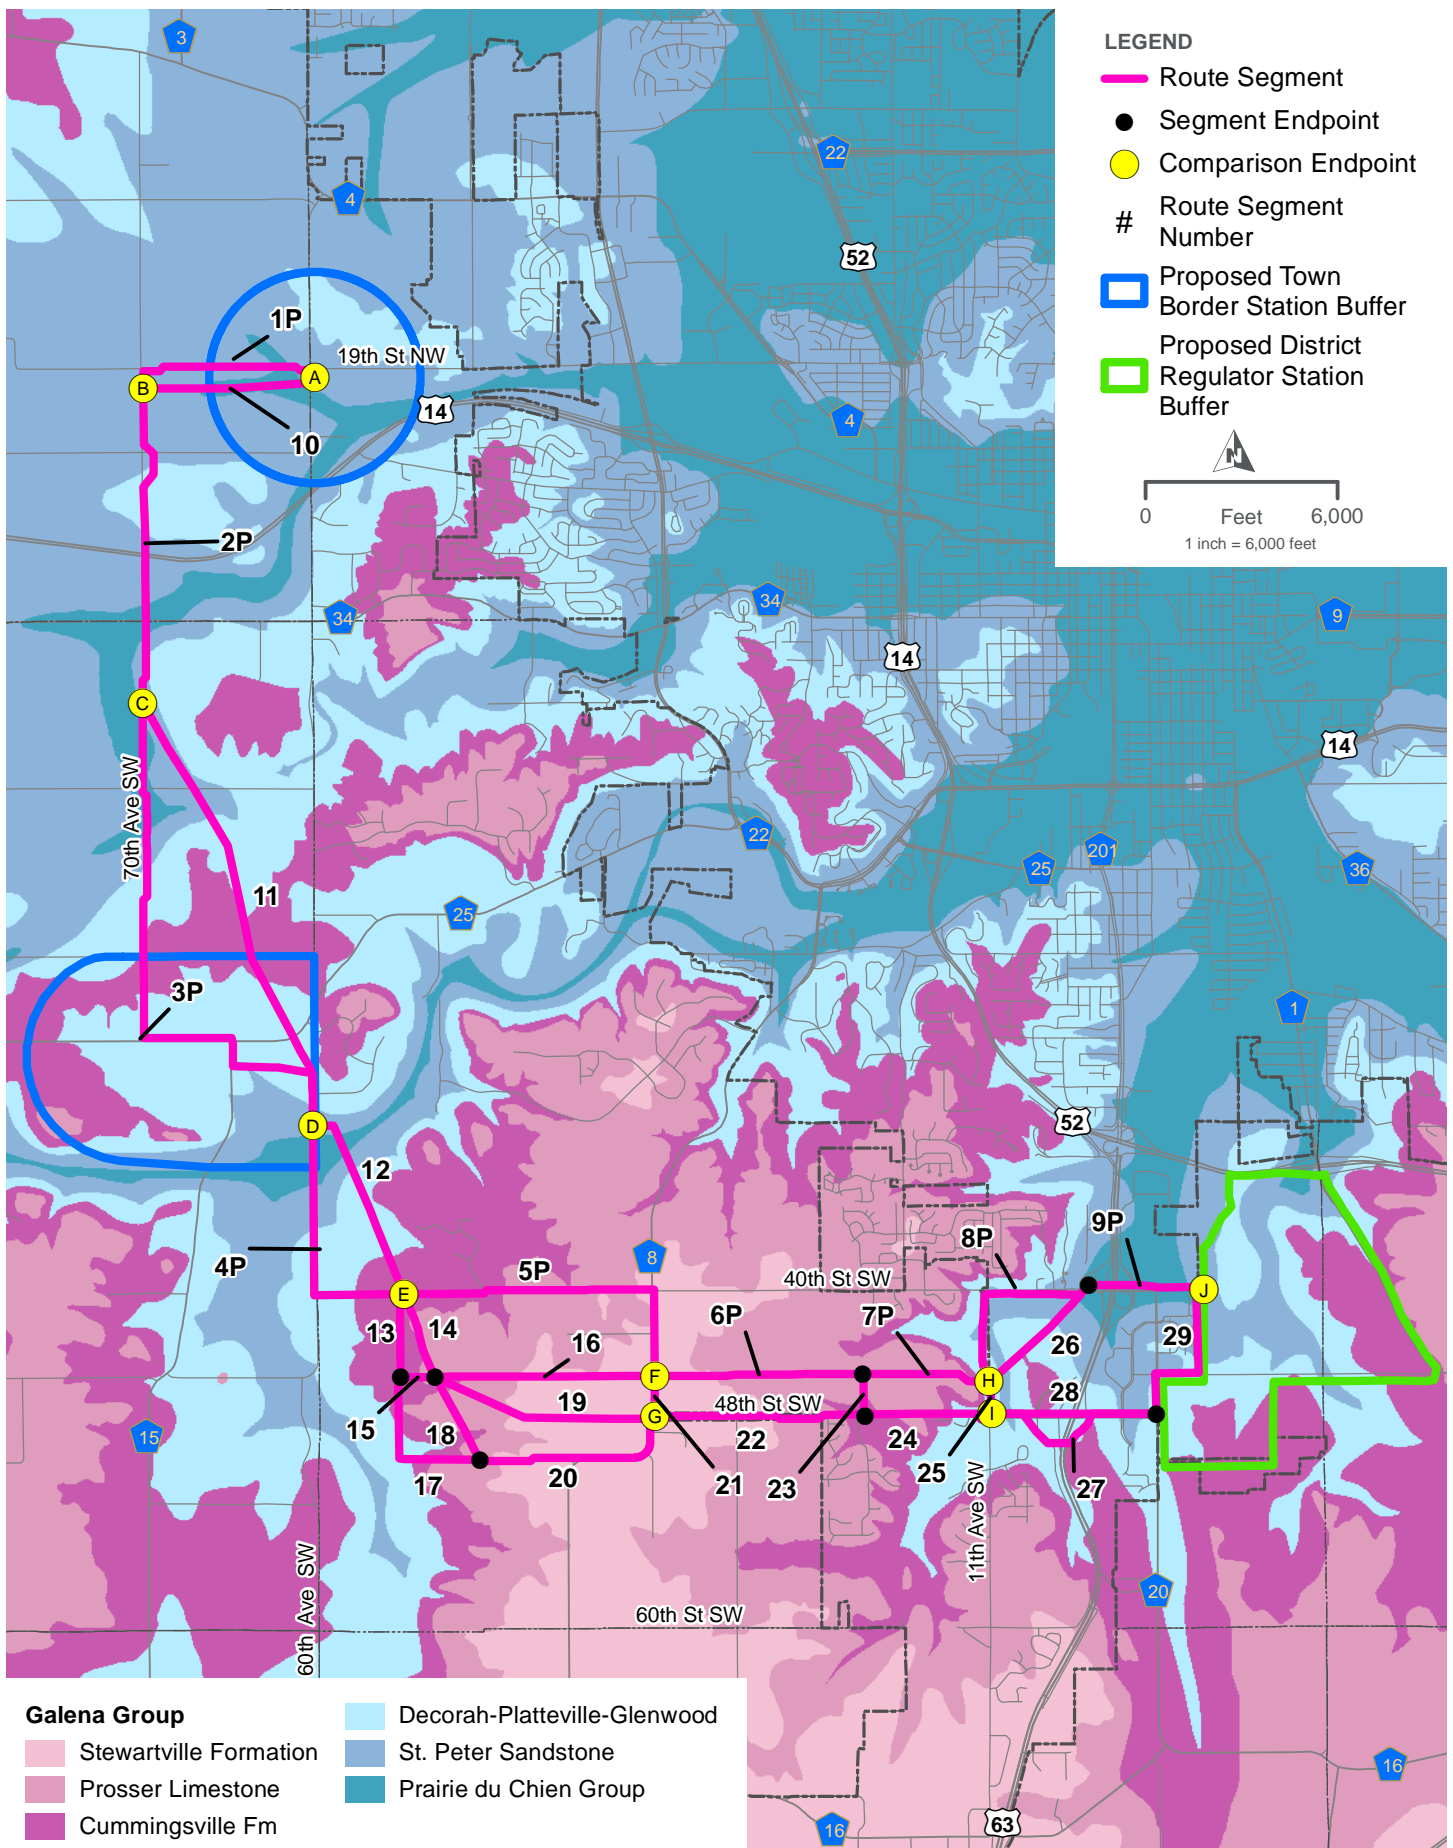 LEGEND
Route Segment
Segment Endpoint
Comparison Endpoint
# Route Segment
Number
Proposed Town
Border Station Buffer
Proposed District
Regulator Station
Buffer
N
0 Feet 6,000
1 inch = 6,000 feet
3
4
22
52
1P
19th St NW
A
B
14
10
4
2P
34
34
9
14
C
14
70th Ave SW
22
201
25
36
11
25
3P
1
D
52
12
4P
8
9P
8P
5P
40th St SW
E
J
6P
7P
13
14
16
26
29
F
H
28
48th St SW
19
G
I
15
18
22
24
15
17
20
21
23
25
27
11th Ave SW
60th Ave SW
20
60th St SW
16
63
16
Galena Group
Stewartville Formation
Prosser Limestone
Cummingsville Fm
Decorah-Platteville-Glenwood
St. Peter Sandstone
Prairie du Chien Group